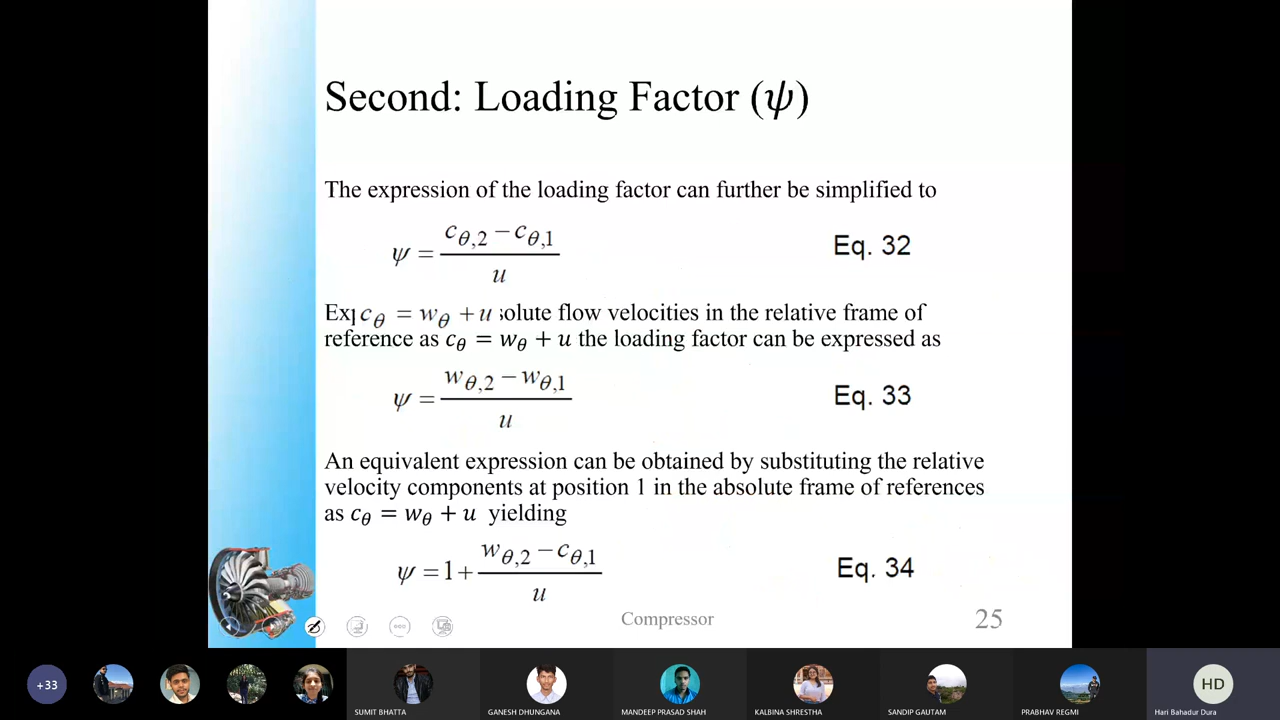 Second: Loading Factor (ψ)
The expression of the loading factor can further be simplified to
ψ = (c_θ,2 − c_θ,1) / u Eq. 32
Exp c_θ = w_θ + u solute flow velocities in the relative frame of
reference as c_θ = w_θ + u the loading factor can be expressed as
ψ = (w_θ,2 − w_θ,1) / u Eq. 33
An equivalent expression can be obtained by substituting the relative
velocity components at position 1 in the absolute frame of references
as c_θ = w_θ + u yielding
ψ = 1 + (w_θ,2 − c_θ,1) / u Eq. 34
Compressor
25
+33
SUMIT BHATTA
GANESH DHUNGANA
MANDEEP PRASAD SHAH
KALBINA SHRESTHA
SANDIP GAUTAM
PRABHAV REGMI
HD
Hari Bahadur Dura